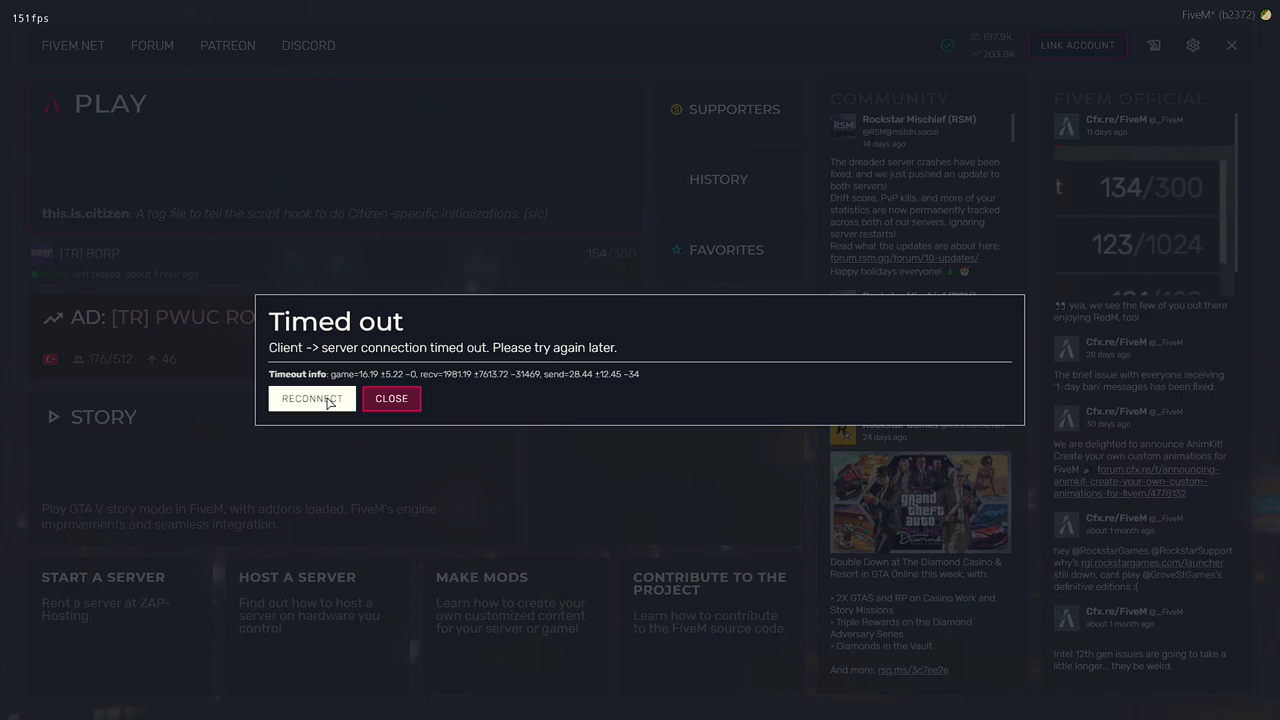 151fps
FiveM* (b2372)
FIVEM.NET FORUM PATREON DISCORD
197.9k
203.8k
LINK ACCOUNT
PLAY
this.is.citizen: A tag file to tell the script hook to do Citizen-specific initializations. (sic)
[TR] BORP 154/380
online · last played: about 1 hour ago
AD: [TR] PWUC RO
176/512 46
STORY
Play GTA V story mode in FiveM, with addons loaded, FiveM's engine
improvements and seamless integration.
SUPPORTERS
HISTORY
FAVORITES
Timed out
Client -> server connection timed out. Please try again later.
Timeout info: game=16.19 ±5.22 ~0, recv=1981.19 ±7613.72 ~31469, send=28.44 ±12.45 ~34
RECONNECT CLOSE
START A SERVER
Rent a server at ZAP-
Hosting.
HOST A SERVER
Find out how to host a
server on hardware you
control.
MAKE MODS
Learn how to create your
own customized content
for your server or game!
CONTRIBUTE TO THE
PROJECT
Learn how to contribute
to the FiveM source code.
COMMUNITY
RSM
Rockstar Mischief (RSM)
@RSM@mstdn.social
14 days ago
The dreaded server crashes have been
fixed, and we just pushed an update to
both servers!
Drift score, PvP kills, and more of your
statistics are now permanently tracked
across both of our servers, ignoring
server restarts!
Read what the updates are about here:
forum.rsm.gg/forum/10-updates/
Happy holidays everyone!
24 days ago
grand
theft
auto
ONLINE
Double Down at The Diamond Casino &
Resort in GTA Online this week, with:
• 2X GTA$ and RP on Casino Work and
Story Missions
• Triple Rewards on the Diamond
Adversary Series
• Diamonds in the Vault
And more: rsg.ms/3c7ee2e
FIVEM OFFICIAL
Cfx.re/FiveM @_FiveM
11 days ago
t 134/300
123/1024
yea, we see the few of you out there
enjoying RedM, too!
Cfx.re/FiveM @_FiveM
28 days ago
The brief issue with everyone receiving
'1-day ban' messages has been fixed.
Cfx.re/FiveM @_FiveM
30 days ago
We are delighted to announce AnimKit!
Create your own custom animations for
FiveM forum.cfx.re/t/announcing-
animkit-create-your-own-custom-
animations-for-fivem/4778132
Cfx.re/FiveM @_FiveM
about 1 month ago
hey @RockstarGames @RockstarSupport
why's rgl.rockstargames.com/launcher
still down, cant play @GroveStGames's
definitive editions :(
Cfx.re/FiveM @_FiveM
about 1 month ago
Intel 12th gen issues are going to take a
little longer... they be weird.